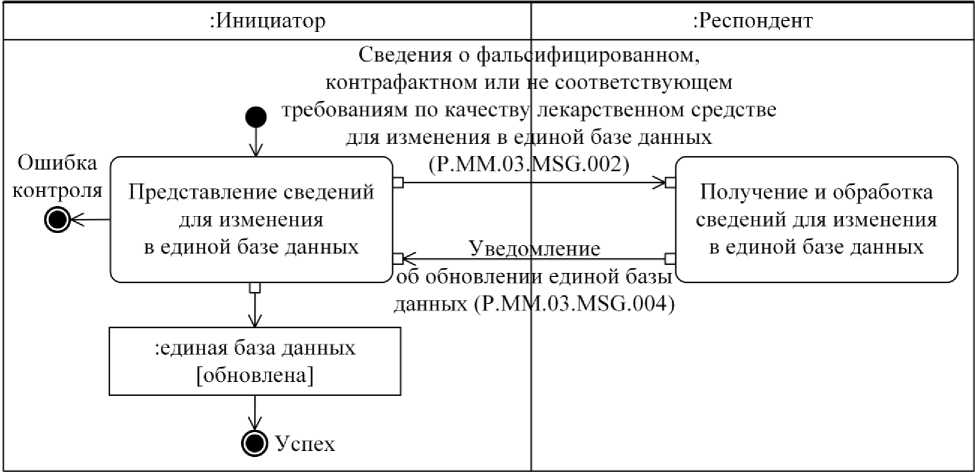 :Инициатор
:Респондент
Сведения о фальсифицированном,
контрафактном или не соответствующем
требованиям по качеству лекарственном средстве
для изменения в единой базе данных
(P.MM.03.MSG.002)
Ошибка
контроля
Представление сведений
для изменения
в единой базе данных
Получение и обработка
сведений для изменения
в единой базе данных
Уведомление
об обновлении единой базы
данных (P.MM.03.MSG.004)
:единая база данных
[обновлена]
Успех